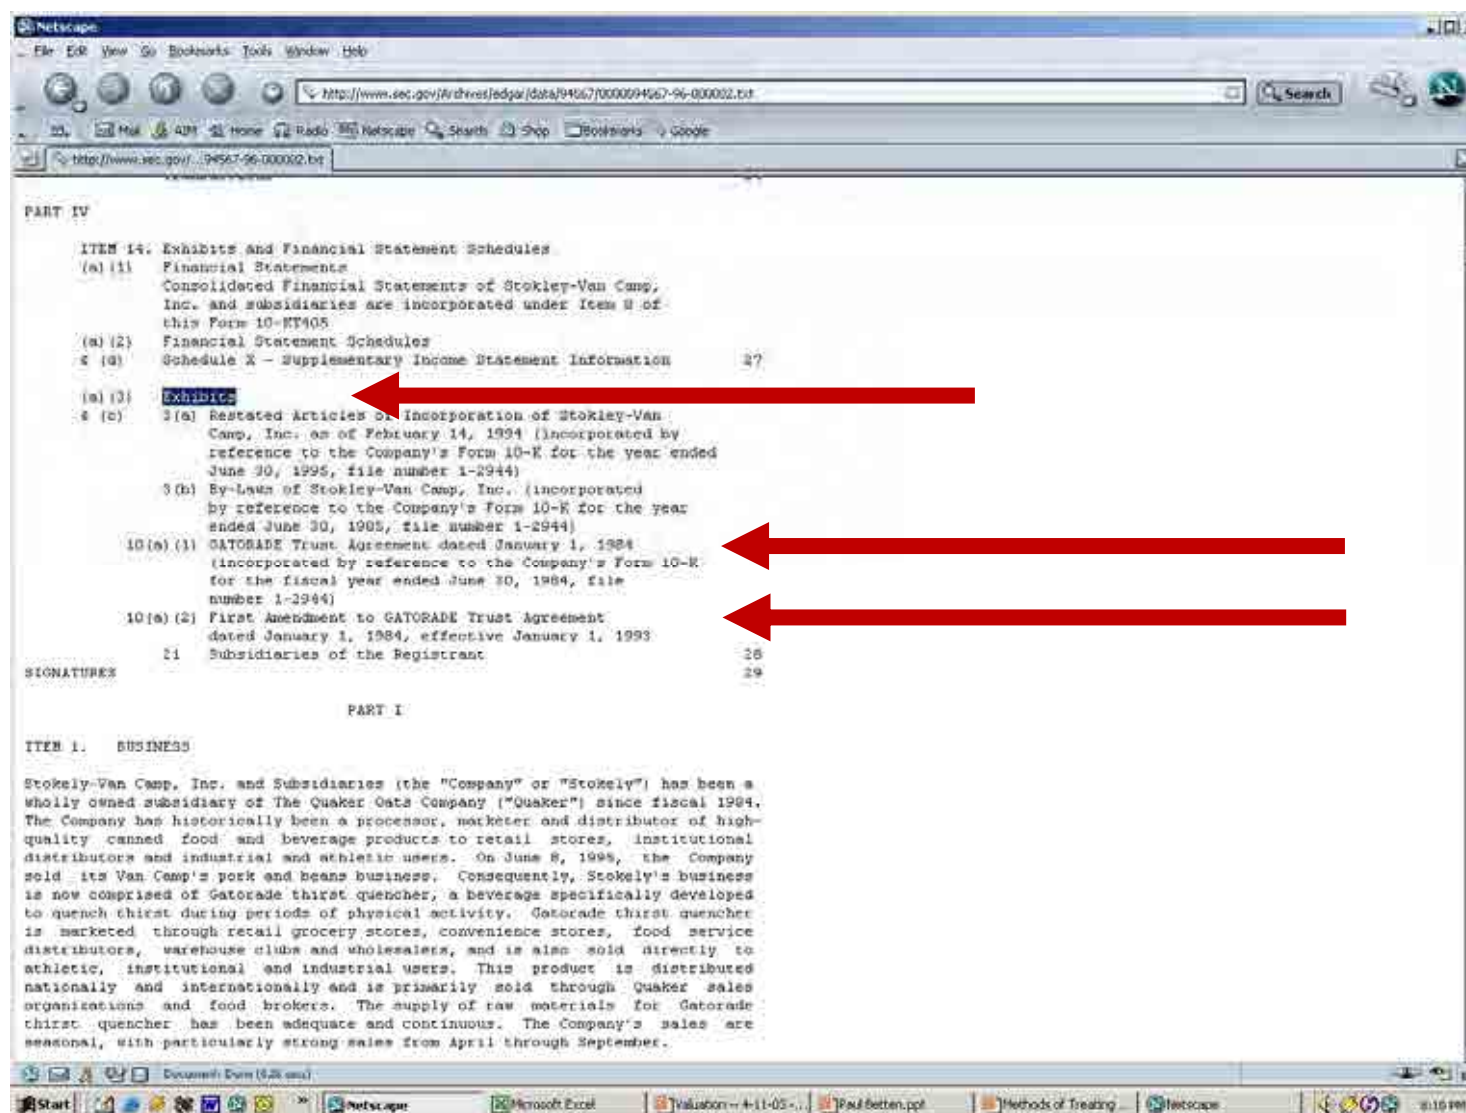 Netscape
File Edit View Go Bookmarks Tools Window Help
http://www.sec.gov/Archives/edgar/data/94567/0000094567-96-000002.txt
Search
Mail AIM Home Radio Netscape Search Shop Bookmarks Google
http://www.sec.gov/...94567-96-000002.txt
PART IV
ITEM 14. Exhibits and Financial Statement Schedules
(a)(1) Financial Statements
Consolidated Financial Statements of Stokley-Van Camp,
Inc. and subsidiaries are incorporated under Item 8 of
this Form 10-KT405
(a)(2) Financial Statement Schedules
& (d) Schedule X - Supplementary Income Statement Information 27
(a)(3) Exhibits
& (c) 3(a) Restated Articles of Incorporation of Stokley-Van
Camp, Inc. as of February 14, 1994 (incorporated by
reference to the Company's Form 10-K for the year ended
June 30, 1995, file number 1-2944)
3(b) By-Laws of Stokley-Van Camp, Inc. (incorporated
by reference to the Company's Form 10-K for the year
ended June 30, 1985, file number 1-2944)
10(a)(1) GATORADE Trust Agreement dated January 1, 1984
(incorporated by reference to the Company's Form 10-K
for the fiscal year ended June 30, 1984, file
number 1-2944)
10(a)(2) First Amendment to GATORADE Trust Agreement
dated January 1, 1984, effective January 1, 1993
21 Subsidiaries of the Registrant 28
SIGNATURES 29
PART I
ITEM 1. BUSINESS
Stokely-Van Camp, Inc. and Subsidiaries (the "Company" or "Stokely") has been a
wholly owned subsidiary of The Quaker Oats Company ("Quaker") since fiscal 1984.
The Company has historically been a processor, marketer and distributor of high-
quality canned food and beverage products to retail stores, institutional
distributors and industrial and athletic users. On June 8, 1995, the Company
sold its Van Camp's pork and beans business. Consequently, Stokely's business
is now comprised of Gatorade thirst quencher, a beverage specifically developed
to quench thirst during periods of physical activity. Gatorade thirst quencher
is marketed through retail grocery stores, convenience stores, food service
distributors, warehouse clubs and wholesalers, and is also sold directly to
athletic, institutional and industrial users. This product is distributed
nationally and internationally and is primarily sold through Quaker sales
organizations and food brokers. The supply of raw materials for Gatorade
thirst quencher has been adequate and continuous. The Company's sales are
seasonal, with particularly strong sales from April through September.
Document: Done
Start Netscape Microsoft Excel Valuation -- 4-11-03 -... Paul Betten.ppt Methods of Treating ... Netscape 8:10 PM